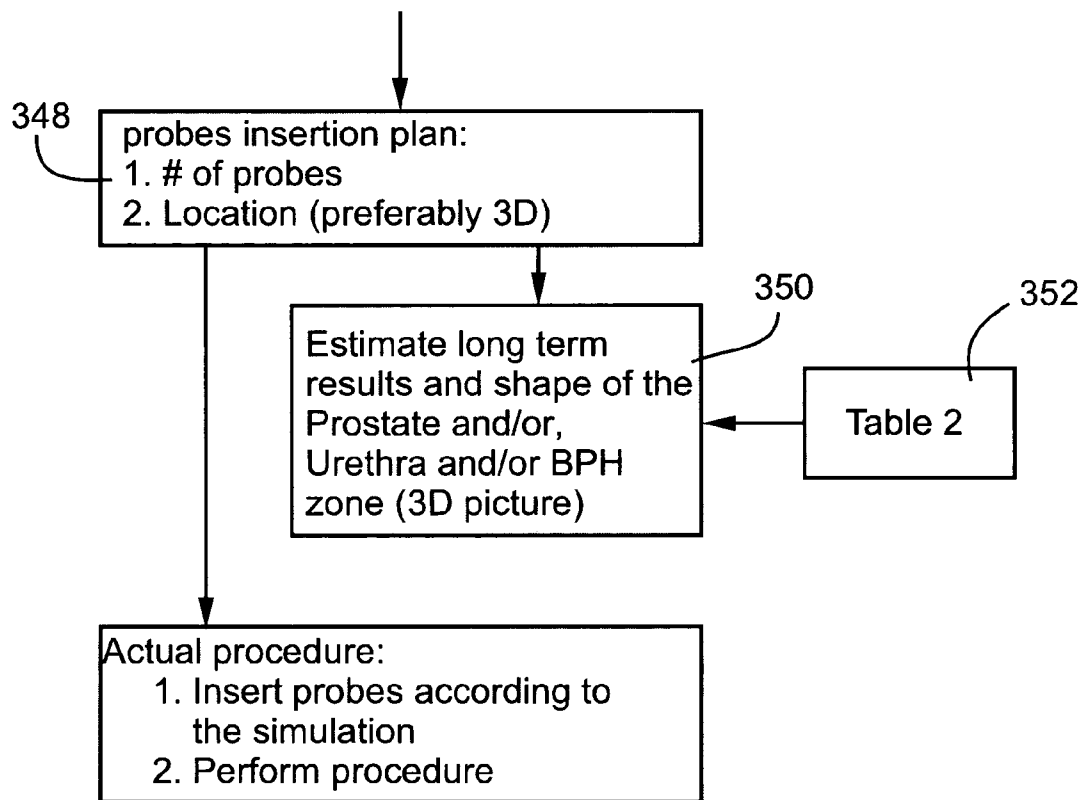 348
probes insertion plan:
1. # of probes
2. Location (preferably 3D)
350
352
Estimate long term
results and shape of the
Prostate and/or,
Urethra and/or BPH
zone (3D picture)
Table 2
Actual procedure:
1. Insert probes according to
the simulation
2. Perform procedure